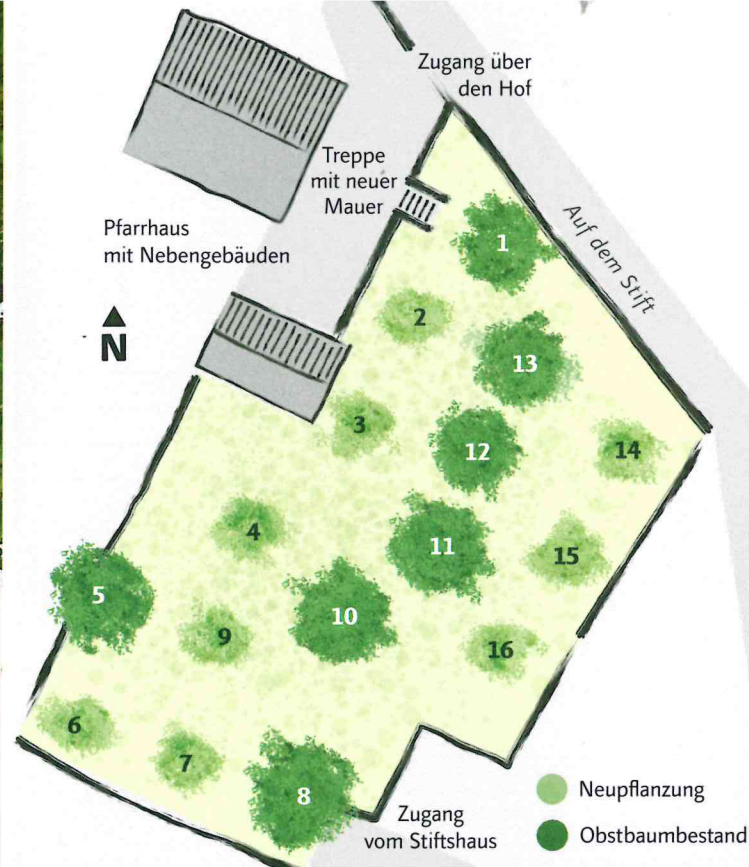 Zugang über
den Hof
Treppe
mit neuer
Mauer
Auf dem Stift
Pfarrhaus
mit Nebengebäuden
N
1
2
13
3
12
14
4
11
15
5
10
9
16
6
7
8
Zugang
vom Stiftshaus
Neupflanzung
Obstbaumbestand